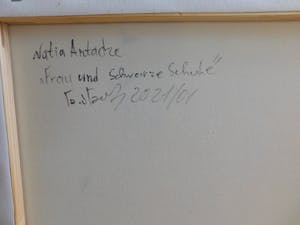 Natia Antadze
„Frau und Schwarze Schuhe“
2021/01